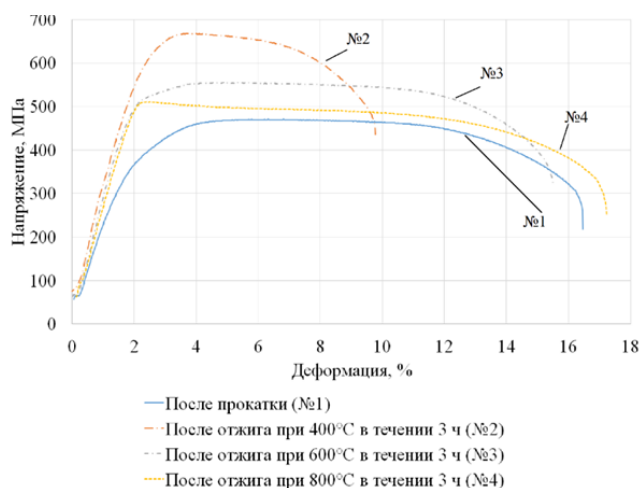 700
600
500
400
300
200
100
0
Напряжение, МПа
№2
№3
№4
№1
0 2 4 6 8 10 12 14 16 18
Деформация, %
После прокатки (№1)
После отжига при 400°С в течении 3 ч (№2)
После отжига при 600°С в течении 3 ч (№3)
После отжига при 800°С в течении 3 ч (№4)